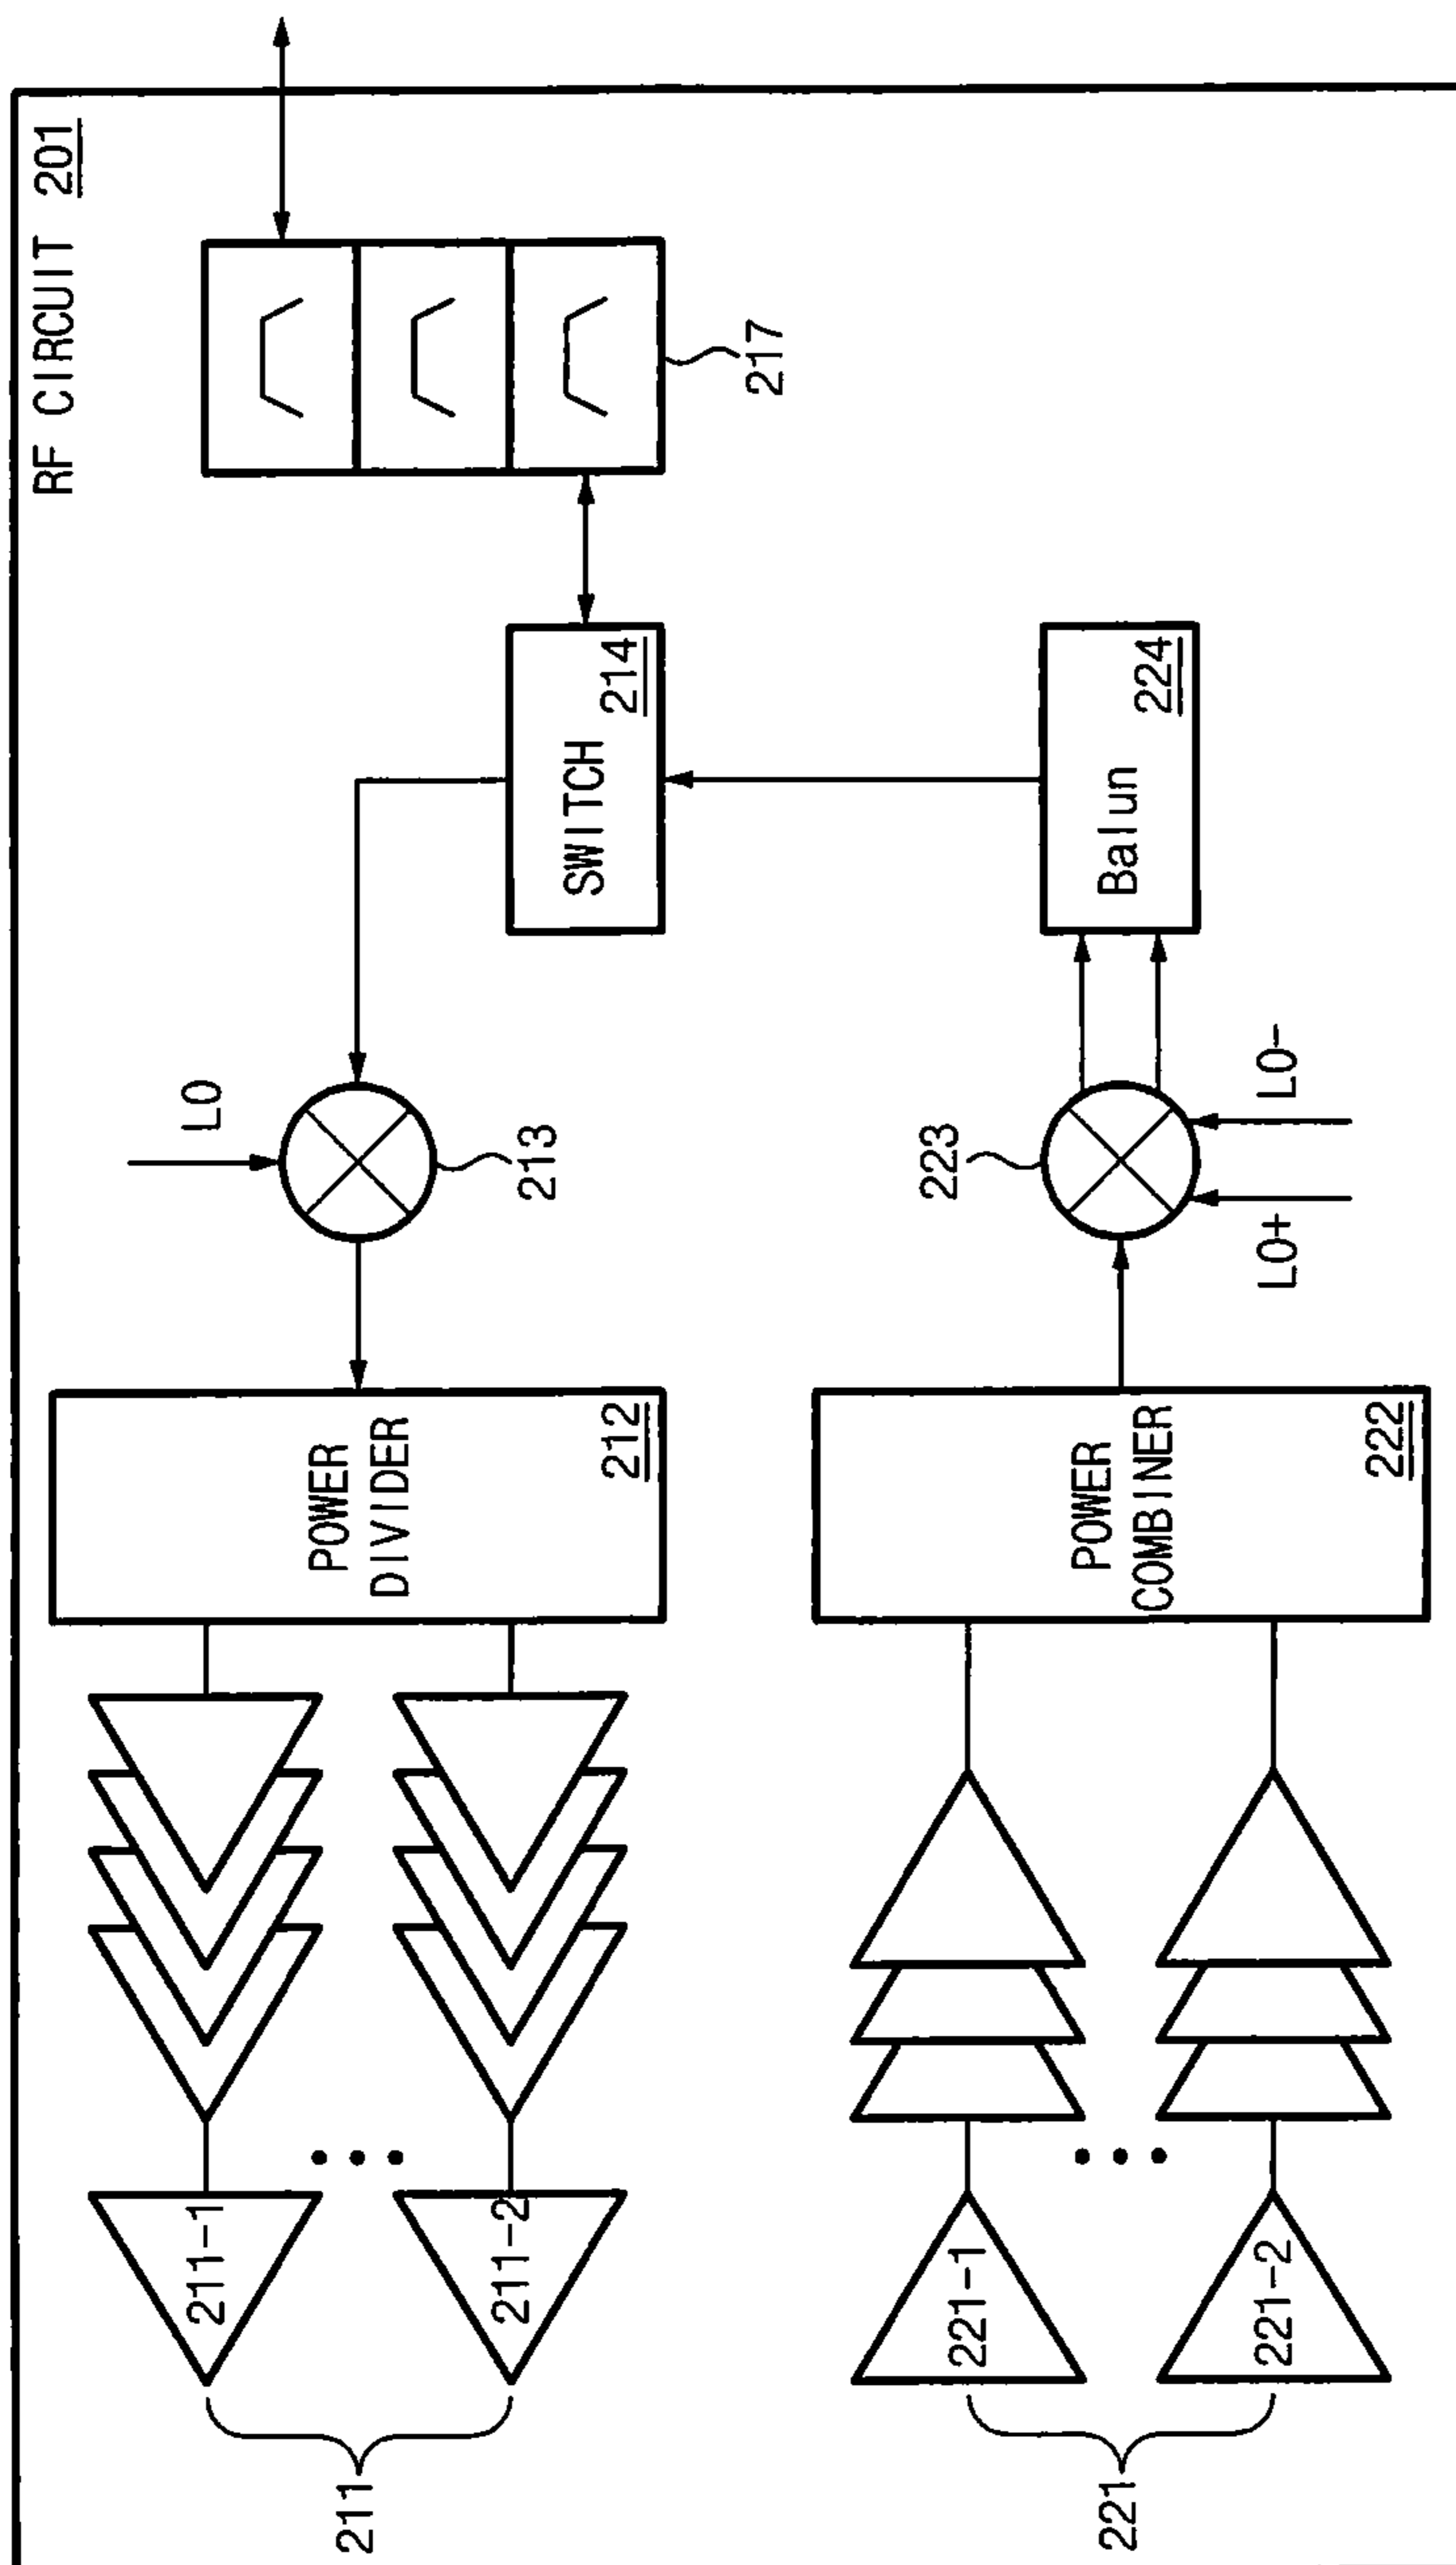 RF CIRCUIT 201
217
SWITCH
214
Balun
224
LO
213
223
LO+
LO-
POWER
DIVIDER
212
POWER
COMBINER
222
211-1
211-2
221-1
221-2
211
221